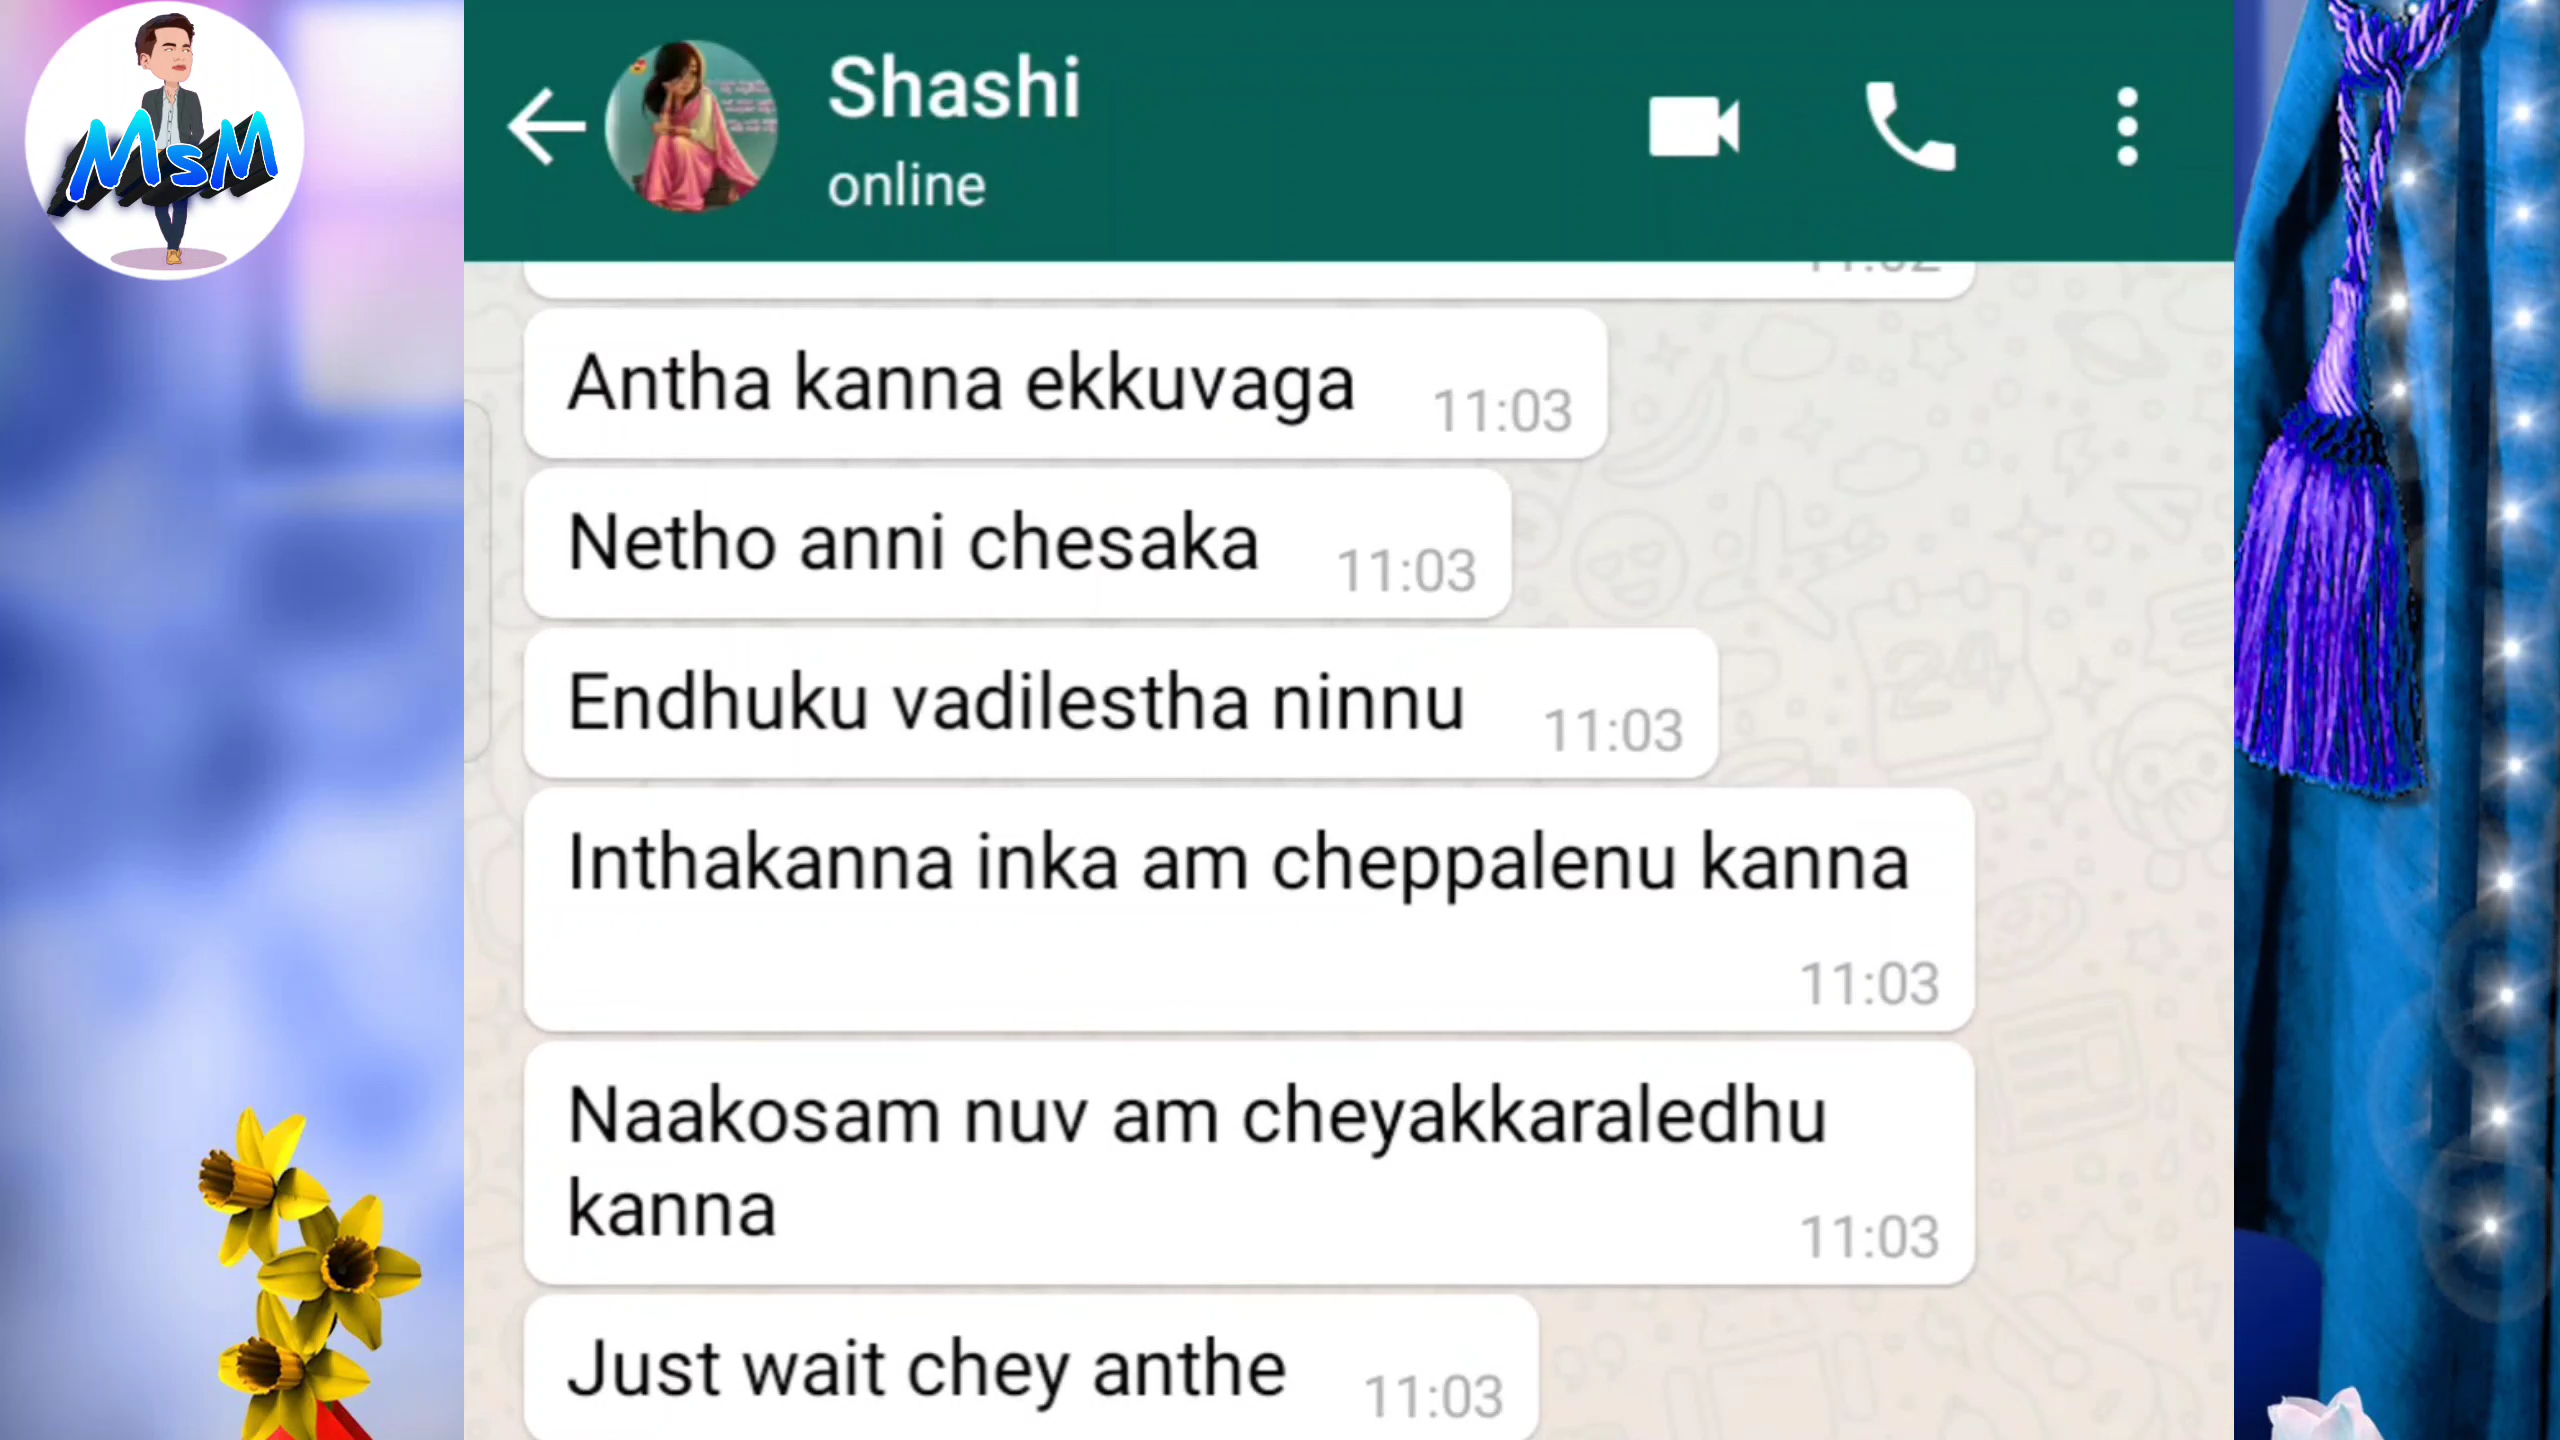 MsM
Shashi
online
11:02
Antha kanna ekkuvaga 11:03
Netho anni chesaka 11:03
Endhuku vadilestha ninnu 11:03
Inthakanna inka am cheppalenu kanna
11:03
Naakosam nuv am cheyakkaraledhu
kanna
11:03
Just wait chey anthe 11:03